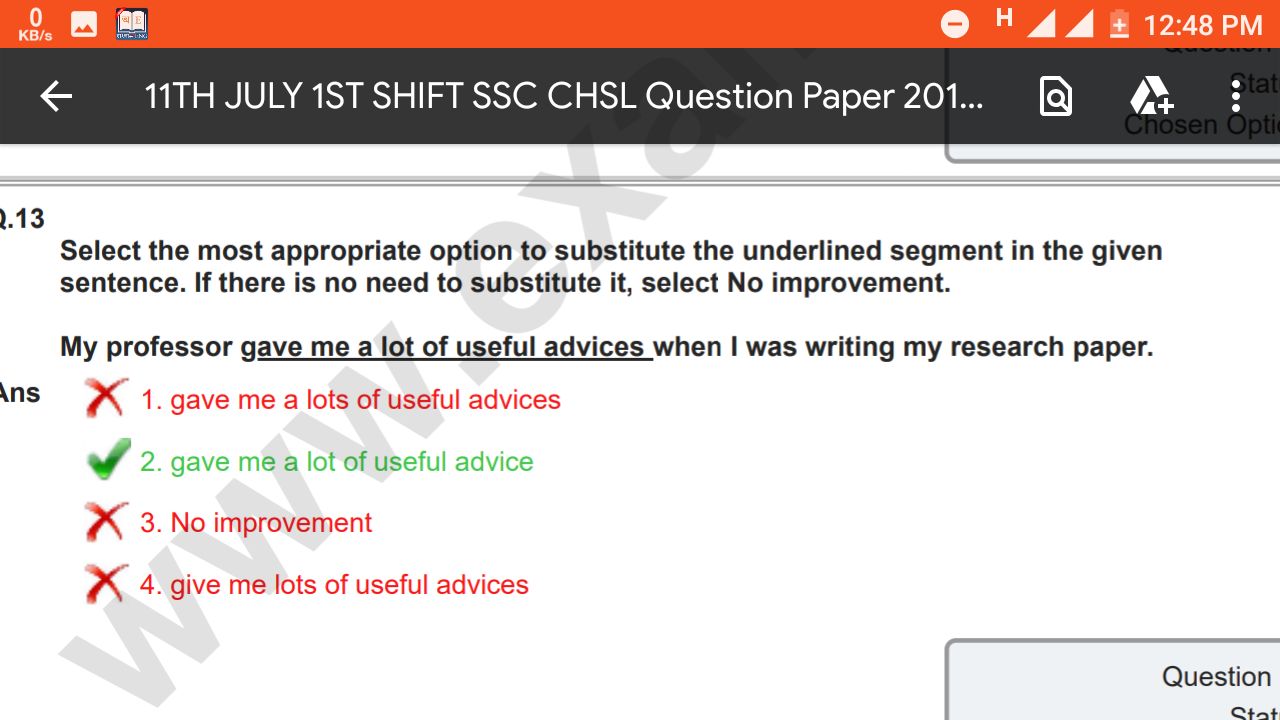 0
KB/s
H
12:48 PM
11TH JULY 1ST SHIFT SSC CHSL Question Paper 201...
Chosen
Q.13
Select the most appropriate option to substitute the underlined segment in the given
sentence. If there is no need to substitute it, select No improvement.
My professor gave me a lot of useful advices when I was writing my research paper.
Ans
1. gave me a lots of useful advices
2. gave me a lot of useful advice
3. No improvement
4. give me lots of useful advices
www.exa
Question